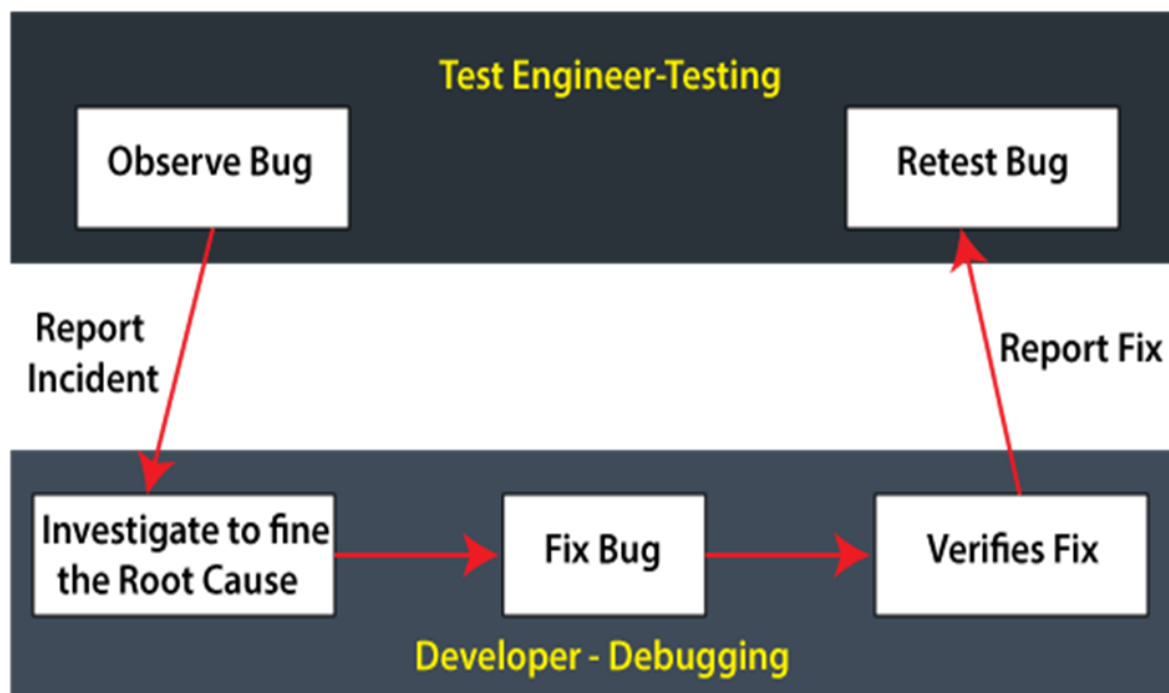 Test Engineer-Testing
Observe Bug
Retest Bug
Report
Incident
Report Fix
Investigate to fine
the Root Cause
Fix Bug
Verifies Fix
Developer - Debugging